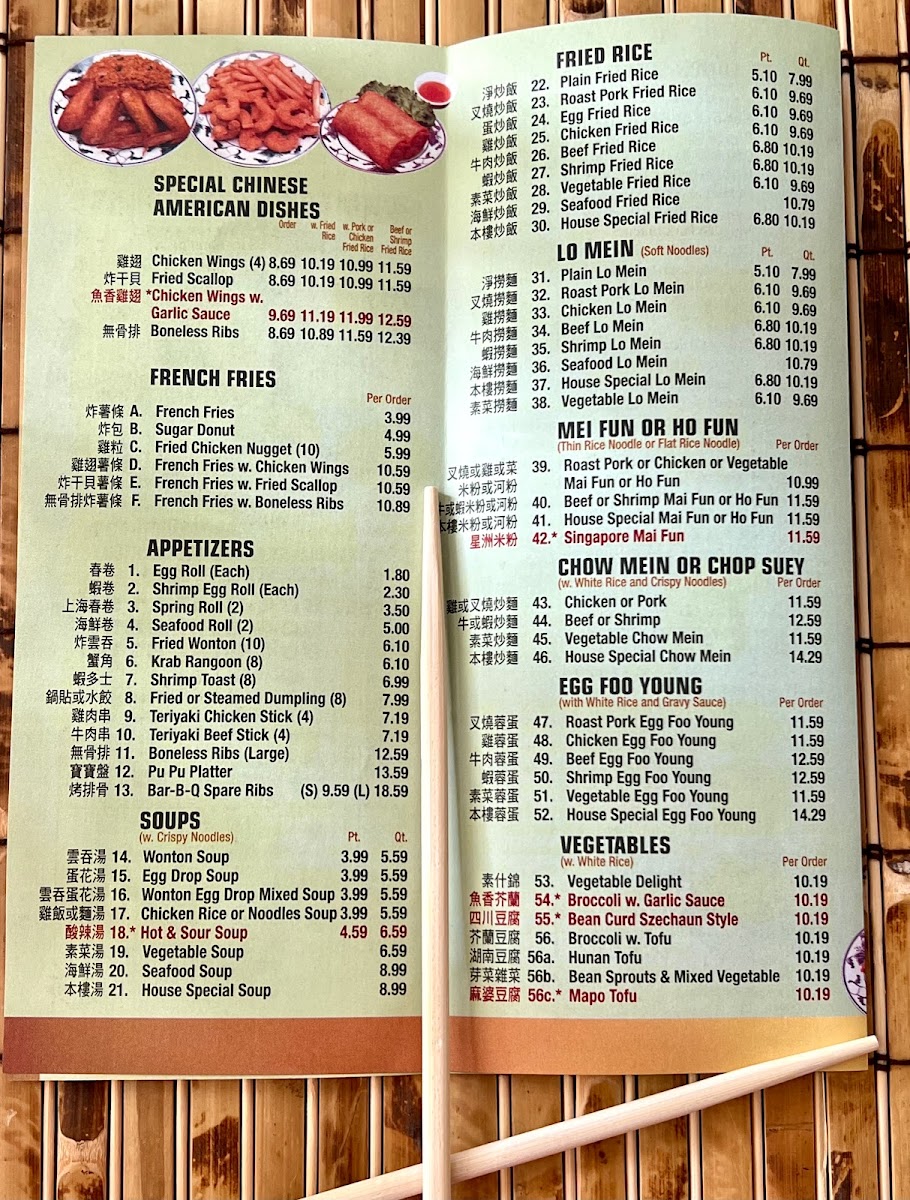 SPECIAL CHINESE
AMERICAN DISHES
Order w. Fried Rice w. Pork or Chicken Fried Rice Beef or Shrimp Fried Rice
雞翅 Chicken Wings (4) 8.69 10.19 10.99 11.59
炸干貝 Fried Scallop 8.69 10.19 10.99 11.59
魚香雞翅 *Chicken Wings w.
Garlic Sauce 9.69 11.19 11.99 12.59
無骨排 Boneless Ribs 8.69 10.89 11.59 12.39
FRENCH FRIES
Per Order
炸薯條 A. French Fries 3.99
炸包 B. Sugar Donut 4.99
雞粒 C. Fried Chicken Nugget (10) 5.99
雞翅薯條 D. French Fries w. Chicken Wings 10.59
炸干貝薯條 E. French Fries w. Fried Scallop 10.59
無骨排炸薯條 F. French Fries w. Boneless Ribs 10.89
APPETIZERS
春卷 1. Egg Roll (Each) 1.80
蝦卷 2. Shrimp Egg Roll (Each) 2.30
上海春卷 3. Spring Roll (2) 3.50
海鮮卷 4. Seafood Roll (2) 5.00
炸雲吞 5. Fried Wonton (10) 6.10
蟹角 6. Krab Rangoon (8) 6.10
蝦多士 7. Shrimp Toast (8) 6.99
鍋貼或水餃 8. Fried or Steamed Dumpling (8) 7.99
雞肉串 9. Teriyaki Chicken Stick (4) 7.19
牛肉串 10. Teriyaki Beef Stick (4) 7.19
無骨排 11. Boneless Ribs (Large) 12.59
寶寶盤 12. Pu Pu Platter 13.59
烤排骨 13. Bar-B-Q Spare Ribs (S) 9.59 (L) 18.59
SOUPS
(w. Crispy Noodles) Pt. Qt.
雲吞湯 14. Wonton Soup 3.99 5.59
蛋花湯 15. Egg Drop Soup 3.99 5.59
雲吞蛋花湯 16. Wonton Egg Drop Mixed Soup 3.99 5.59
雞飯或麵湯 17. Chicken Rice or Noodles Soup 3.99 5.59
酸辣湯 18.* Hot & Sour Soup 4.59 6.59
素菜湯 19. Vegetable Soup 6.59
海鮮湯 20. Seafood Soup 8.99
本樓湯 21. House Special Soup 8.99
FRIED RICE Pt. Qt.
淨炒飯 22. Plain Fried Rice 5.10 7.99
叉燒炒飯 23. Roast Pork Fried Rice 6.10 9.69
蛋炒飯 24. Egg Fried Rice 6.10 9.69
雞炒飯 25. Chicken Fried Rice 6.10 9.69
牛肉炒飯 26. Beef Fried Rice 6.80 10.19
蝦炒飯 27. Shrimp Fried Rice 6.80 10.19
素菜炒飯 28. Vegetable Fried Rice 6.10 9.69
海鮮炒飯 29. Seafood Fried Rice 10.79
本樓炒飯 30. House Special Fried Rice 6.80 10.19
LO MEIN (Soft Noodles) Pt. Qt.
淨撈麵 31. Plain Lo Mein 5.10 7.99
叉燒撈麵 32. Roast Pork Lo Mein 6.10 9.69
雞撈麵 33. Chicken Lo Mein 6.10 9.69
牛肉撈麵 34. Beef Lo Mein 6.80 10.19
蝦撈麵 35. Shrimp Lo Mein 6.80 10.19
海鮮撈麵 36. Seafood Lo Mein 10.79
本樓撈麵 37. House Special Lo Mein 6.80 10.19
素菜撈麵 38. Vegetable Lo Mein 6.10 9.69
MEI FUN OR HO FUN
(Thin Rice Noodle or Flat Rice Noodle) Per Order
叉燒或雞或菜 39. Roast Pork or Chicken or Vegetable
米粉或河粉 Mai Fun or Ho Fun 10.99
牛或蝦米粉或河粉 40. Beef or Shrimp Mai Fun or Ho Fun 11.59
本樓米粉或河粉 41. House Special Mai Fun or Ho Fun 11.59
星洲米粉 42.* Singapore Mai Fun 11.59
CHOW MEIN OR CHOP SUEY
(w. White Rice and Crispy Noodles) Per Order
雞或叉燒炒麵 43. Chicken or Pork 11.59
牛或蝦炒麵 44. Beef or Shrimp 12.59
素菜炒麵 45. Vegetable Chow Mein 11.59
本樓炒麵 46. House Special Chow Mein 14.29
EGG FOO YOUNG
(with White Rice and Gravy Sauce) Per Order
叉燒蓉蛋 47. Roast Pork Egg Foo Young 11.59
雞蓉蛋 48. Chicken Egg Foo Young 11.59
牛肉蓉蛋 49. Beef Egg Foo Young 12.59
蝦蓉蛋 50. Shrimp Egg Foo Young 12.59
素菜蓉蛋 51. Vegetable Egg Foo Young 11.59
本樓蓉蛋 52. House Special Egg Foo Young 14.29
VEGETABLES
(w. White Rice) Per Order
素什錦 53. Vegetable Delight 10.19
魚香芥蘭 54.* Broccoli w. Garlic Sauce 10.19
四川豆腐 55.* Bean Curd Szechaun Style 10.19
芥蘭豆腐 56. Broccoli w. Tofu 10.19
湖南豆腐 56a. Hunan Tofu 10.19
芽菜雜菜 56b. Bean Sprouts & Mixed Vegetable 10.19
麻婆豆腐 56c.* Mapo Tofu 10.19